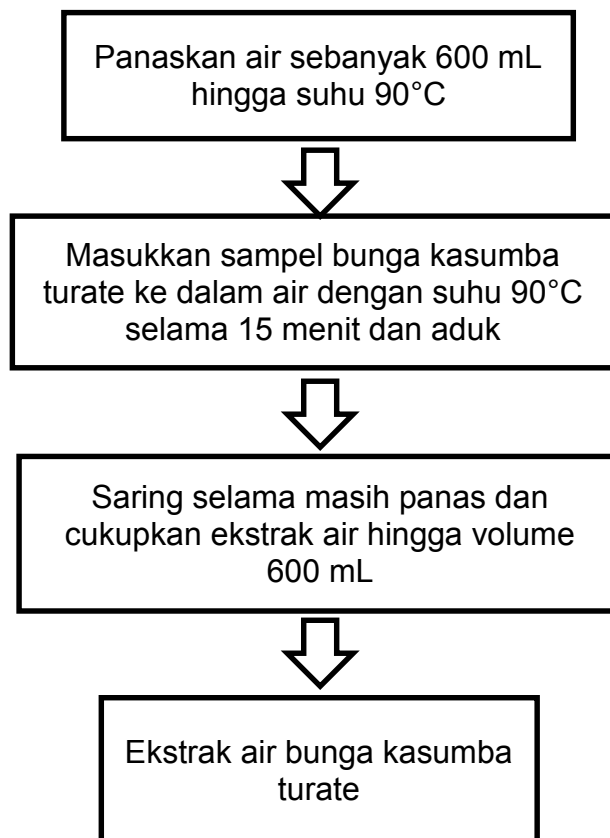 Panaskan air sebanyak 600 mL
hingga suhu 90°C
Masukkan sampel bunga kasumba
turate ke dalam air dengan suhu 90°C
selama 15 menit dan aduk
Saring selama masih panas dan
cukupkan ekstrak air hingga volume
600 mL
Ekstrak air bunga kasumba
turate